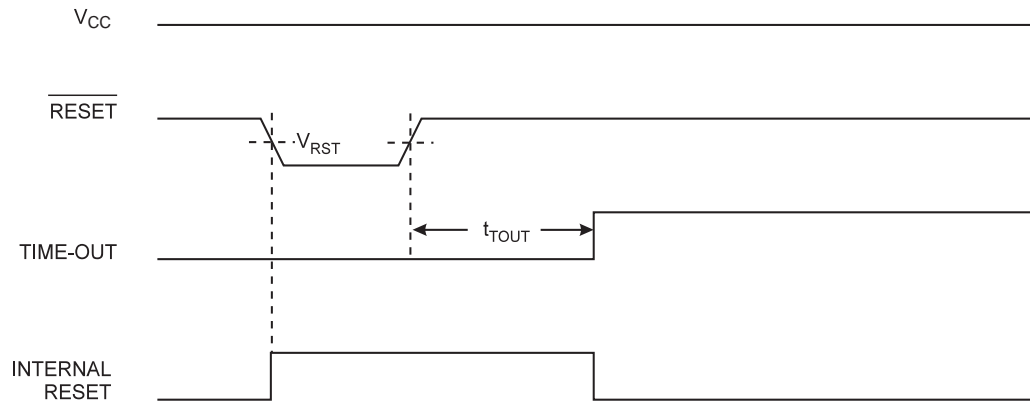 VCC
RESET
VRST
tTOUT
TIME-OUT
INTERNAL
RESET